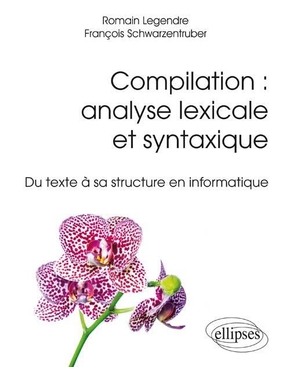 Romain Legendre
François Schwarzentruber
Compilation :
analyse lexicale
et syntaxique
Du texte à sa structure en informatique
ellipses